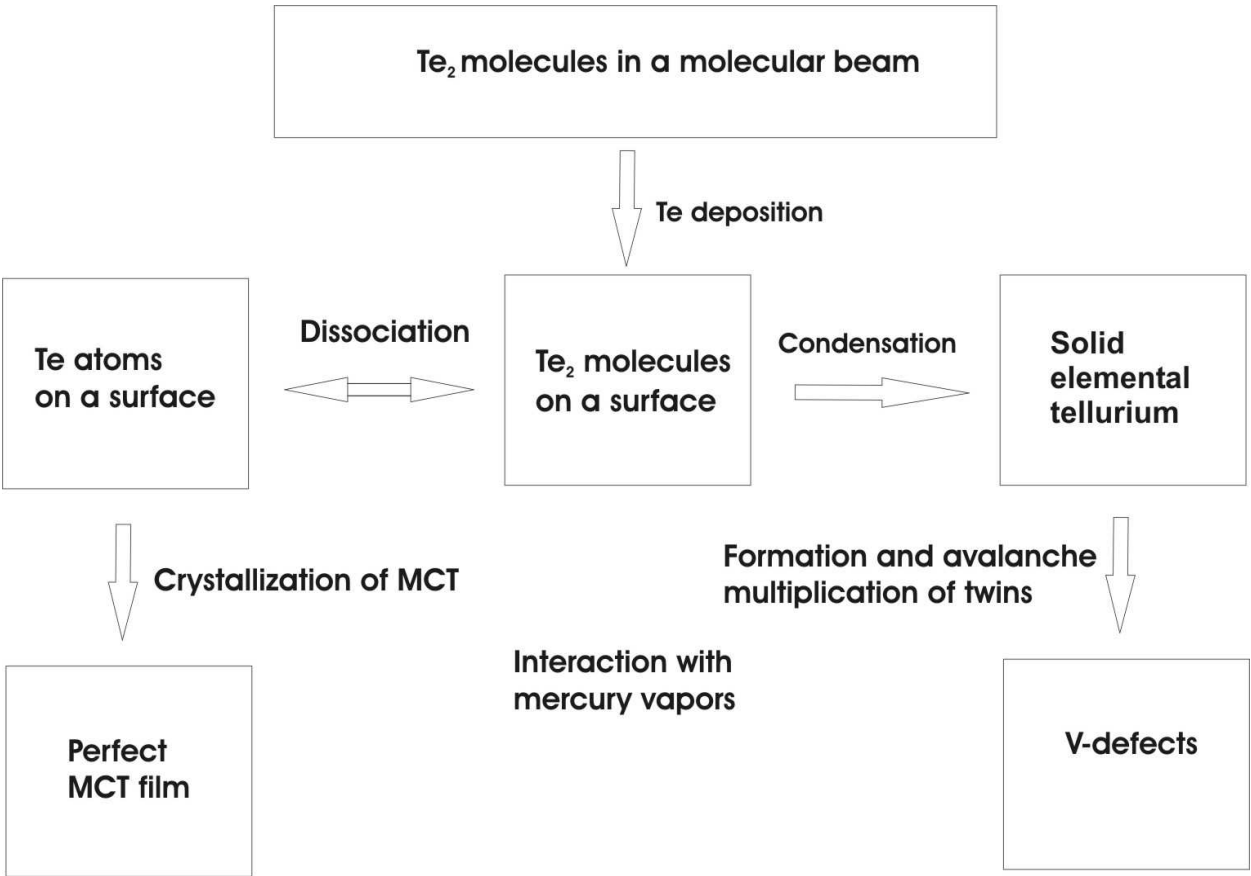 Te₂ molecules in a molecular beam
Te deposition
Dissociation
Condensation
Te atoms
on a surface
Te₂ molecules
on a surface
Solid
elemental
tellurium
Crystallization of MCT
Formation and avalanche
multiplication of twins
Interaction with
mercury vapors
Perfect
MCT film
V-defects